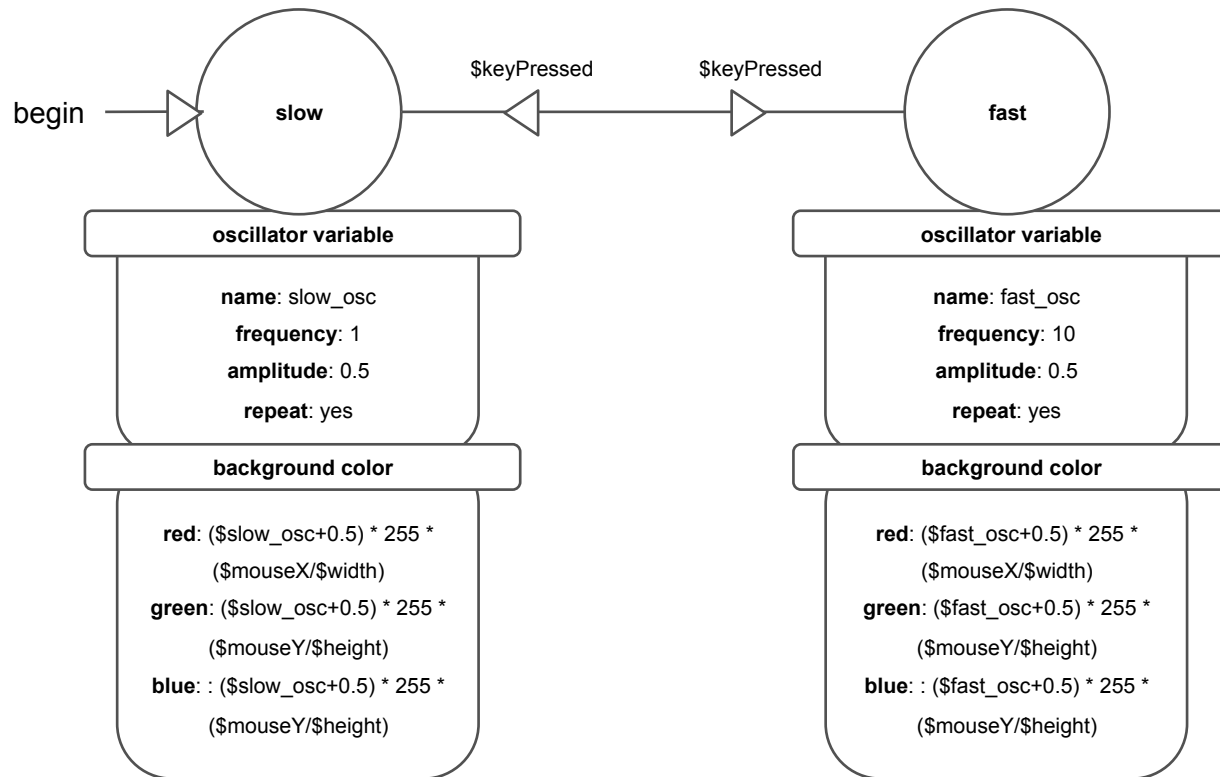 $keyPressed
$keyPressed
begin
slow
fast
oscillator variable
name: slow_osc
frequency: 1
amplitude: 0.5
repeat: yes
background color
red: ($slow_osc+0.5) * 255 *
($mouseX/$width)
green: ($slow_osc+0.5) * 255 *
($mouseY/$height)
blue: : ($slow_osc+0.5) * 255 *
($mouseY/$height)
oscillator variable
name: fast_osc
frequency: 10
amplitude: 0.5
repeat: yes
background color
red: ($fast_osc+0.5) * 255 *
($mouseX/$width)
green: ($fast_osc+0.5) * 255 *
($mouseY/$height)
blue: : ($fast_osc+0.5) * 255 *
($mouseY/$height)